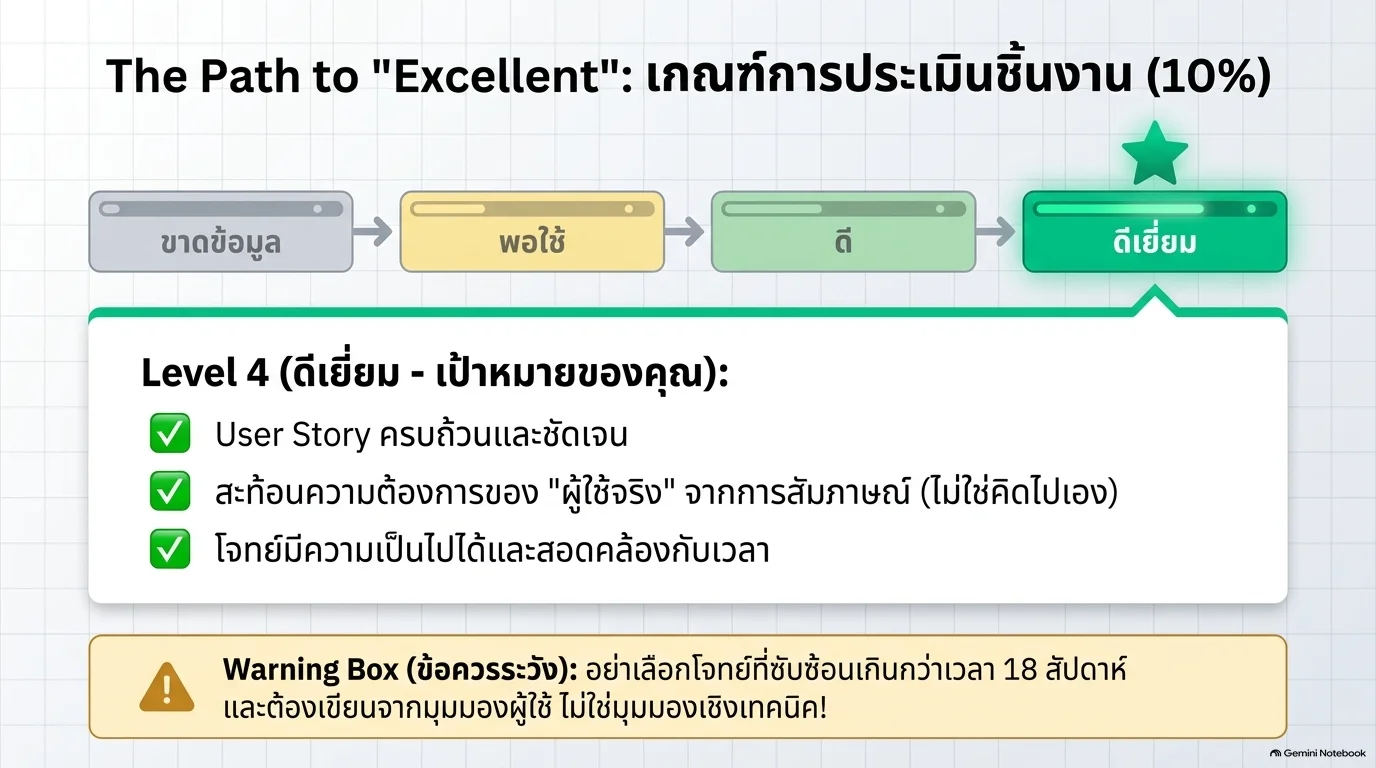 The Path to "Excellent": เกณฑ์การประเมินชิ้นงาน (10%)
ขาดข้อมูล
พอใช้
ดี
ดีเยี่ยม
Level 4 (ดีเยี่ยม - เป้าหมายของคุณ):
User Story ครบถ้วนและชัดเจน
สะท้อนความต้องการของ "ผู้ใช้จริง" จากการสัมภาษณ์ (ไม่ใช่คิดไปเอง)
โจทย์มีความเป็นไปได้และสอดคล้องกับเวลา
Warning Box (ข้อควรระวัง): อย่าเลือกโจทย์ที่ซับซ้อนเกินกว่าเวลา 18 สัปดาห์
และต้องเขียนจากมุมมองผู้ใช้ ไม่ใช่มุมมองเชิงเทคนิค!
Gemini Notebook